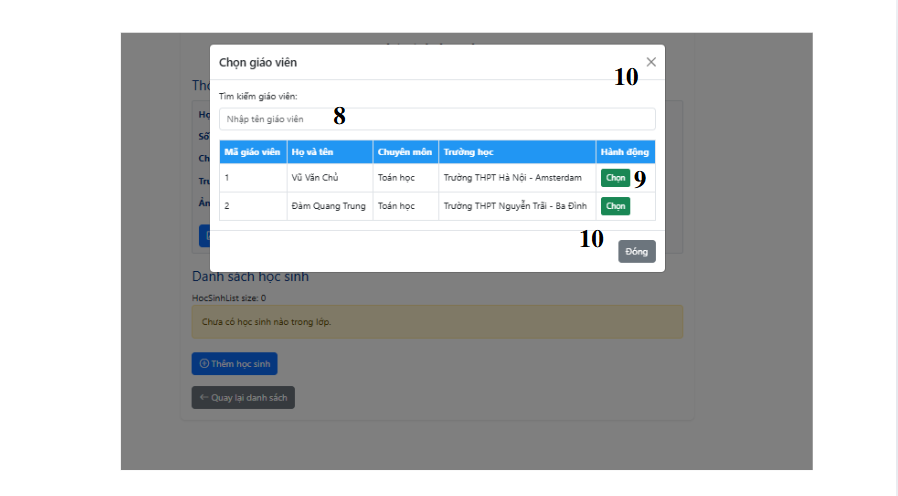 Chọn giáo viên
10
Tìm kiếm giáo viên:
Nhập tên giáo viên 8
Mã giáo viên Họ và tên Chuyên môn Trường học Hành động
1 Vũ Văn Chủ Toán học Trường THPT Hà Nội - Amsterdam Chọn 9
2 Đàm Quang Trung Toán học Trường THPT Nguyễn Trãi - Ba Đình Chọn
10
Đóng
Danh sách học sinh
HocSinhList size: 0
Chưa có học sinh nào trong lớp.
Thêm học sinh
← Quay lại danh sách